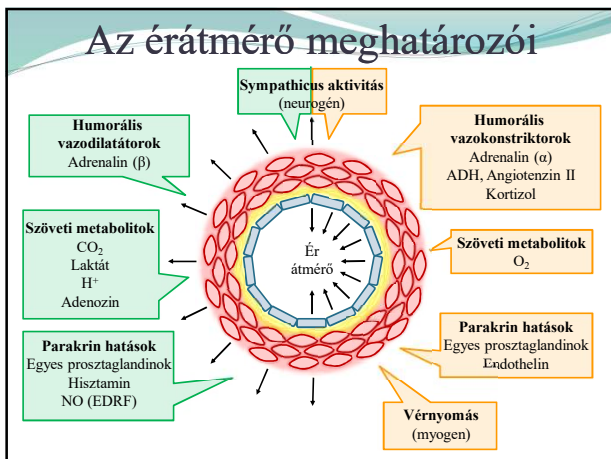 Az érátmérő meghatározói
Sympathicus aktivitás
(neurogén)
Humorális
vazodilatátorok
Adrenalin (β)
Humorális
vazokonstriktorok
Adrenalin (α)
ADH, Angiotenzin II
Kortizol
Szöveti metabolitok
CO₂
Laktát
H⁺
Adenozin
Ér
átmérő
Szöveti metabolitok
O₂
Parakrin hatások
Egyes prosztaglandinok
Hisztamin
NO (EDRF)
Parakrin hatások
Egyes prosztaglandinok
Endothelin
Vérnyomás
(myogen)